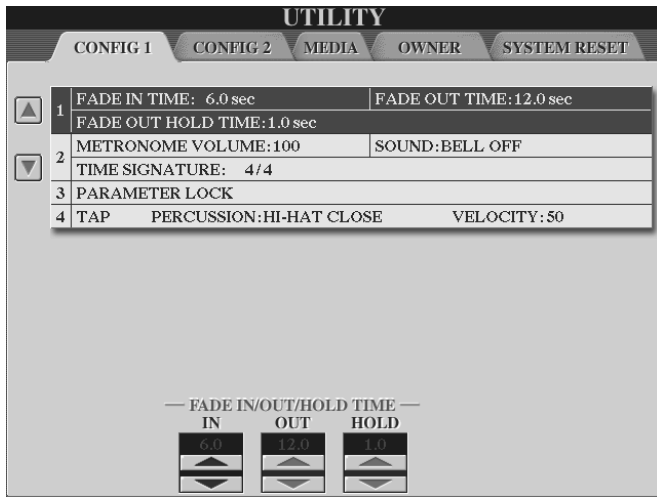 UTILITY
CONFIG 1 CONFIG 2 MEDIA OWNER SYSTEM RESET
1 FADE IN TIME: 6.0 sec FADE OUT TIME:12.0 sec
FADE OUT HOLD TIME:1.0 sec
2 METRONOME VOLUME:100 SOUND:BELL OFF
TIME SIGNATURE: 4/4
3 PARAMETER LOCK
4 TAP PERCUSSION:HI-HAT CLOSE VELOCITY:50
FADE IN/OUT/HOLD TIME
IN OUT HOLD
6.0 12.0 1.0